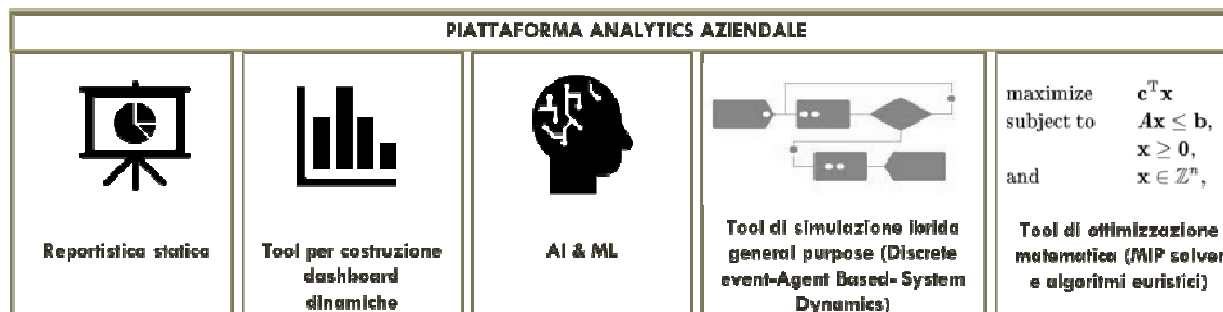 PIATTAFORMA ANALYTICS AZIENDALE
Reportistica statica
Tool per costruzione
dashboard
dinamiche
AI & ML
Tool di simulazione ibrida
general purpose (Discrete
event-Agent Based- System
Dynamics)
maximize c^T x
subject to Ax ≤ b,
x ≥ 0,
and x ∈ ℤ^n,
Tool di ottimizzazione
matematica (MIP solver
e algoritmi euristici)